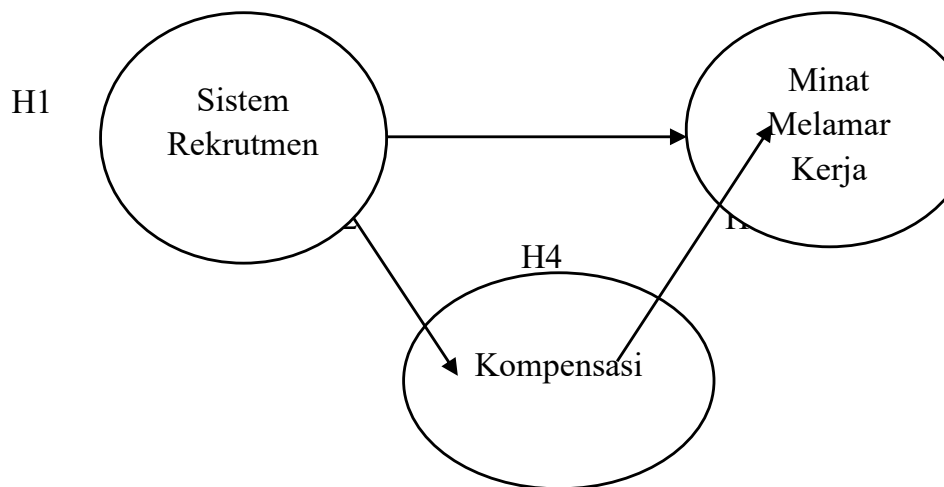 H1
Sistem
Rekrutmen
Minat
Melamar
Kerja
H4
Kompensasi